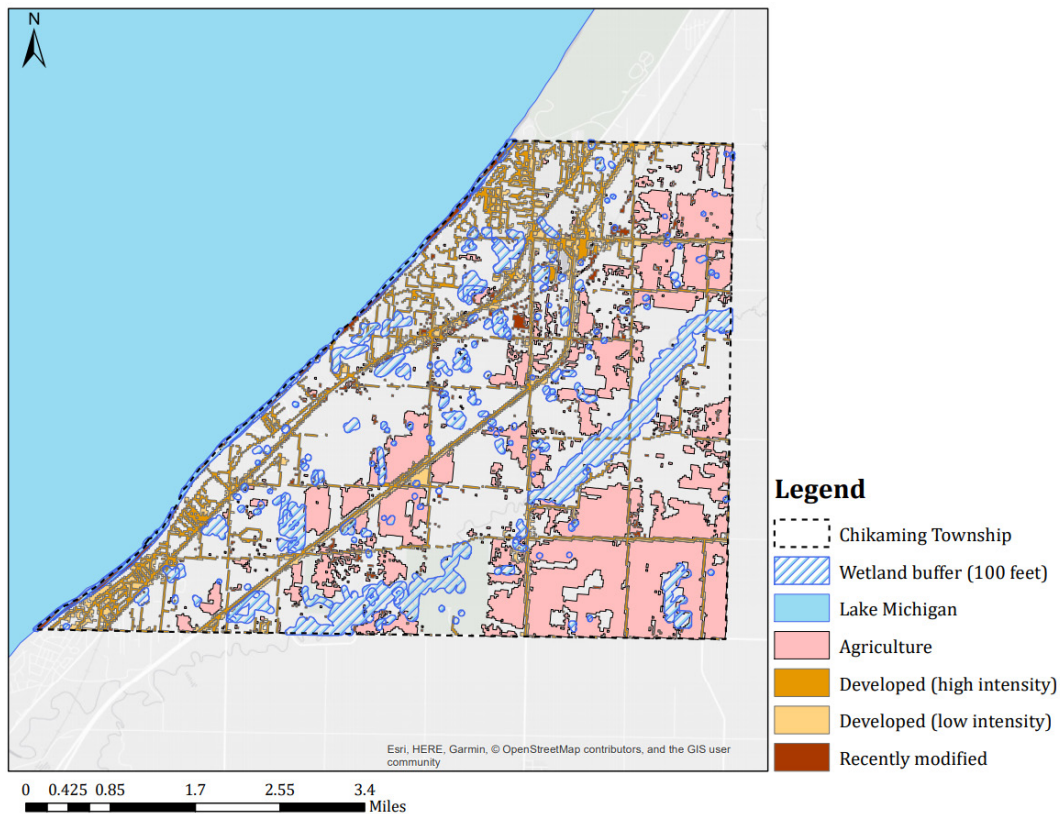 N
Legend
Chikaming Township
Wetland buffer (100 feet)
Lake Michigan
Agriculture
Developed (high intensity)
Developed (low intensity)
Recently modified
Esri, HERE, Garmin, © OpenStreetMap contributors, and the GIS user
community
0 0.425 0.85 1.7 2.55 3.4
Miles